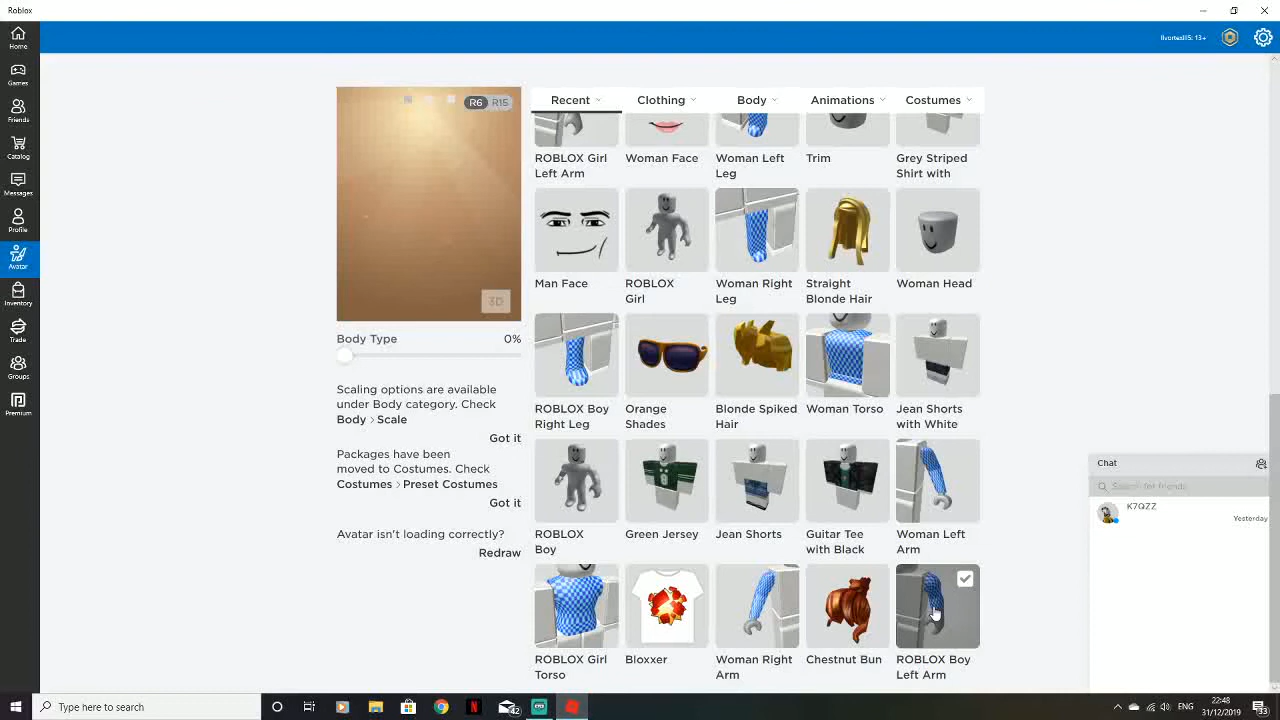 Roblox
Home
Games
Friends
Catalog
Messages
Profile
Avatar
Inventory
Trade
Groups
Premium
13+
R6 R15
3D
Body Type 0%
Scaling options are available
under Body category. Check
Body > Scale
Got it
Packages have been
moved to Costumes. Check
Costumes > Preset Costumes
Got it
Avatar isn't loading correctly?
Redraw
Recent Clothing Body Animations Costumes
ROBLOX Girl
Left Arm
Woman Face
Woman Left
Leg
Trim
Grey Striped
Shirt with
Man Face
ROBLOX
Girl
Woman Right
Leg
Straight
Blonde Hair
Woman Head
ROBLOX Boy
Right Leg
Orange
Shades
Blonde Spiked
Hair
Woman Torso
Jean Shorts
with White
ROBLOX
Boy
Green Jersey
Jean Shorts
Guitar Tee
with Black
Woman Left
Arm
ROBLOX Girl
Torso
Bloxxer
Woman Right
Arm
Chestnut Bun
ROBLOX Boy
Left Arm
Chat
Search for friends
K7QZZ
Yesterday
Type here to search
42
22:48
31/12/2019